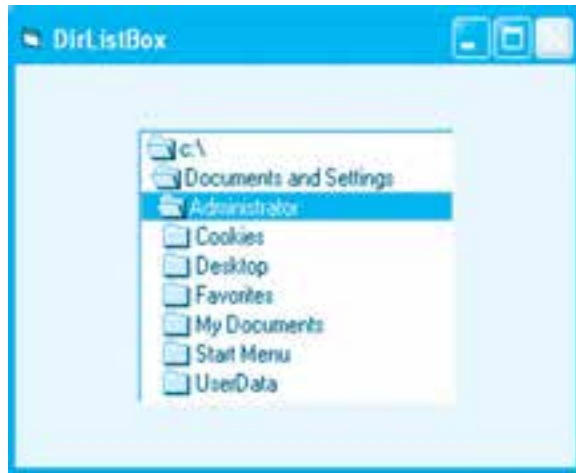 DirListBox
c:\
Documents and Settings
Administrator
Cookies
Desktop
Favorites
My Documents
Start Menu
UserData